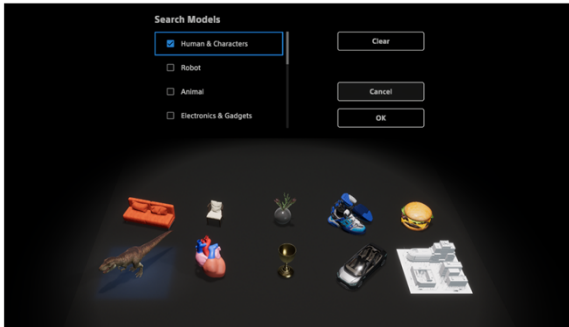 Search Models
Human & Characters
Robot
Animal
Electronics & Gadgets
Clear
Cancel
OK